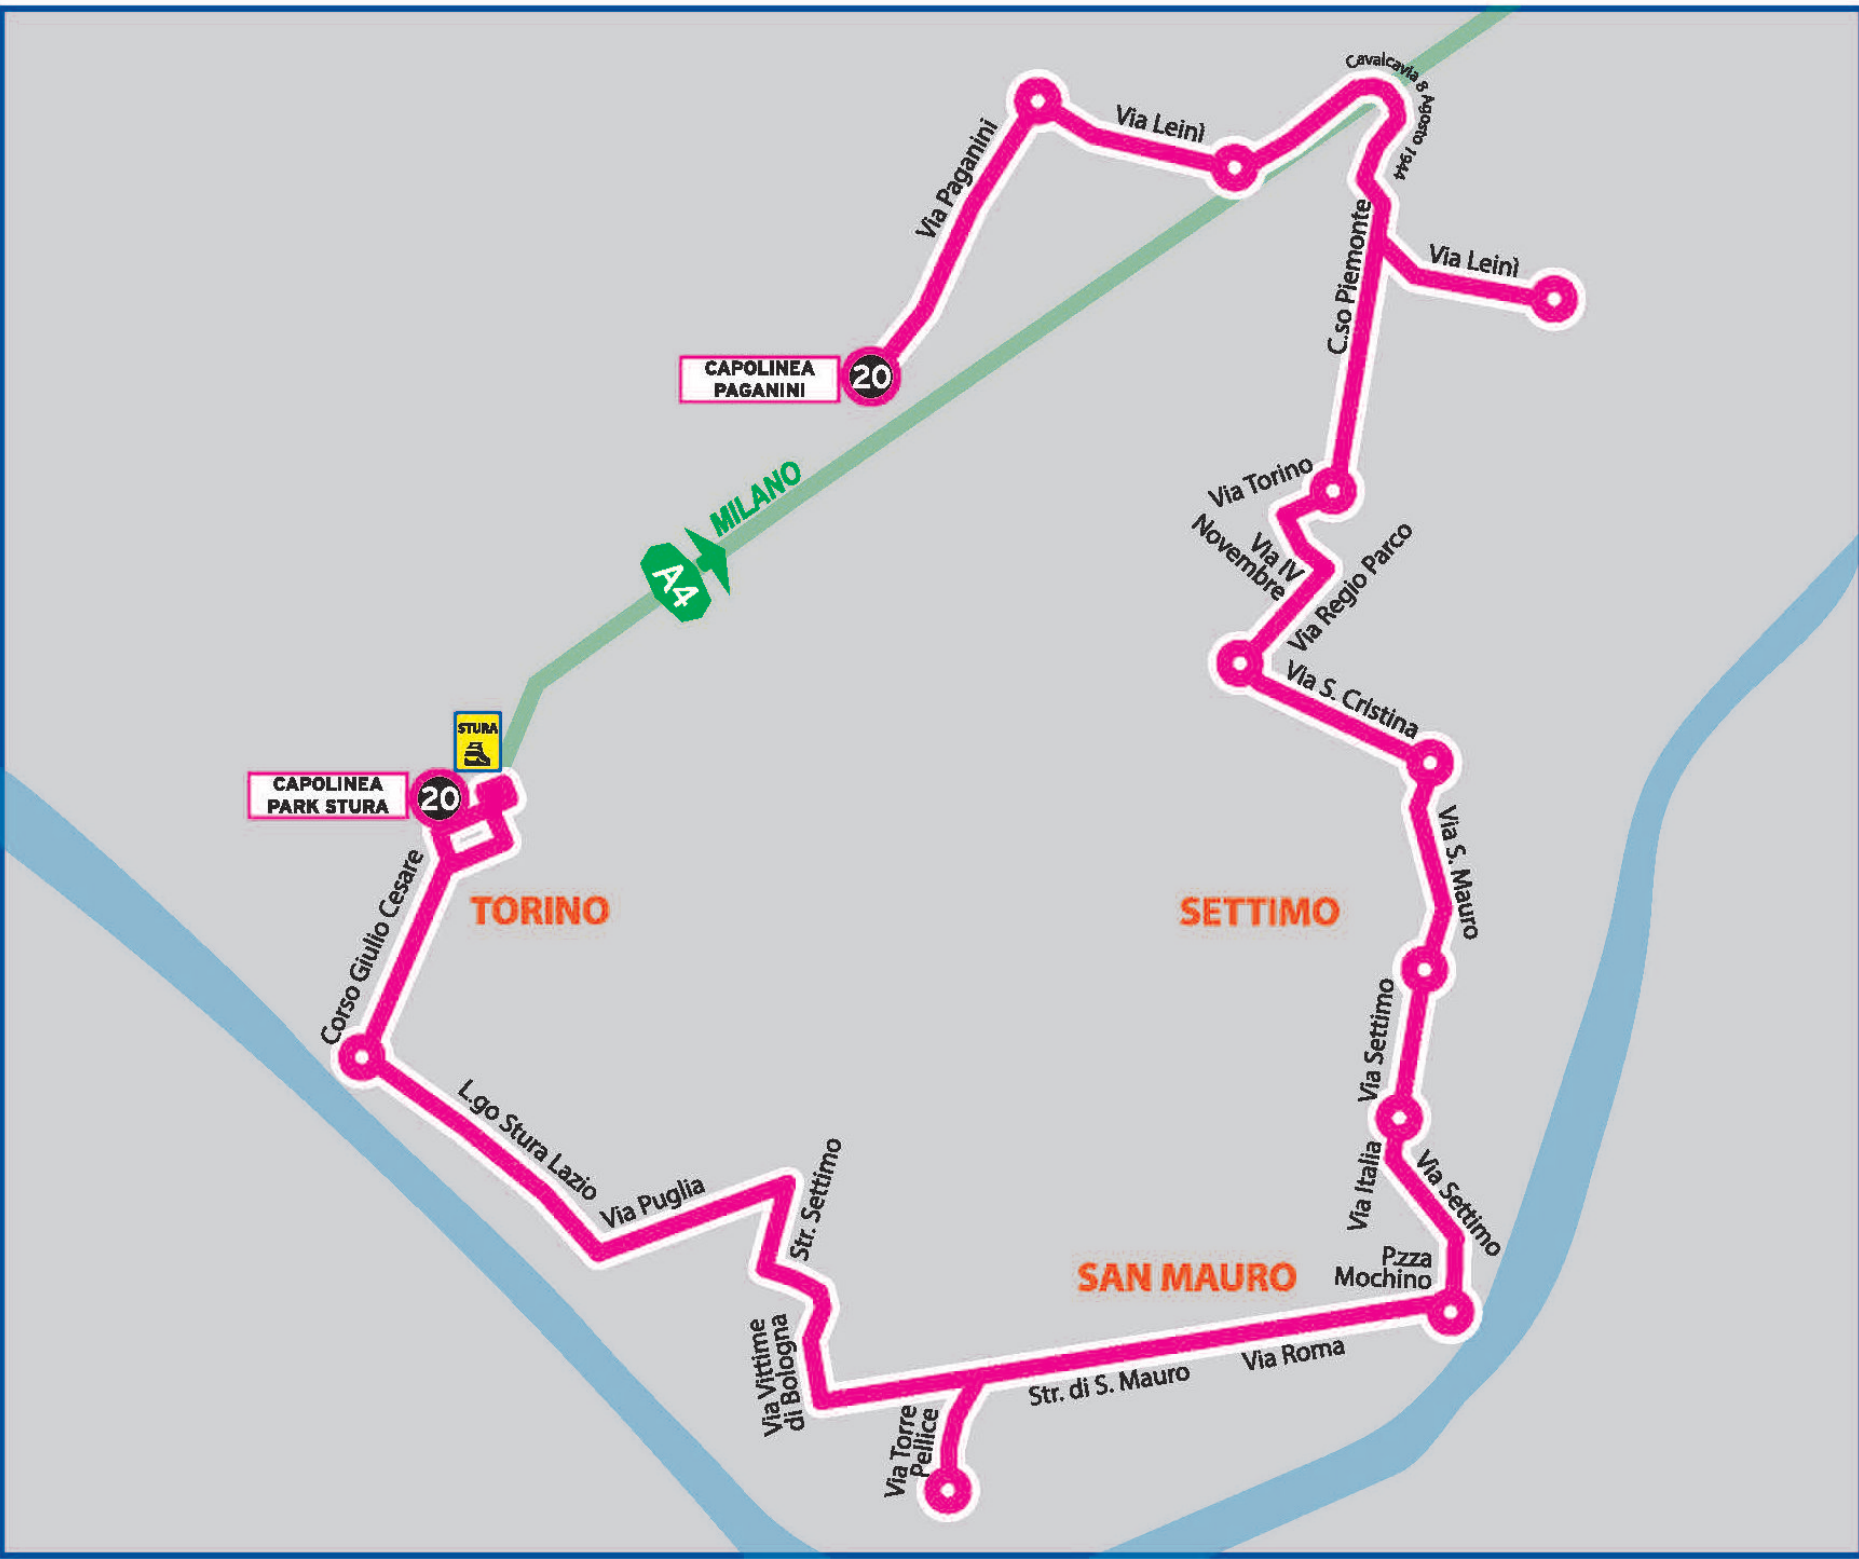 Cavalcavia 8 Agosto 1944
Via Leinì
Via Paganini
C.so Piemonte
Via Leinì
CAPOLINEA
PAGANINI
20
MILANO
A4
Via Torino
Via IV
Novembre
Via Regio Parco
Via S. Cristina
STURA
CAPOLINEA
PARK STURA
20
Via S. Mauro
Corso Giulio Cesare
TORINO
SETTIMO
Via Settimo
L.go Stura Lazio
Via Puglia
Str. Settimo
Via Italia
Via Settimo
P.zza
Mochino
SAN MAURO
Via Vittime
di Bologna
Via Roma
Str. di S. Mauro
Via Torre
Pellice